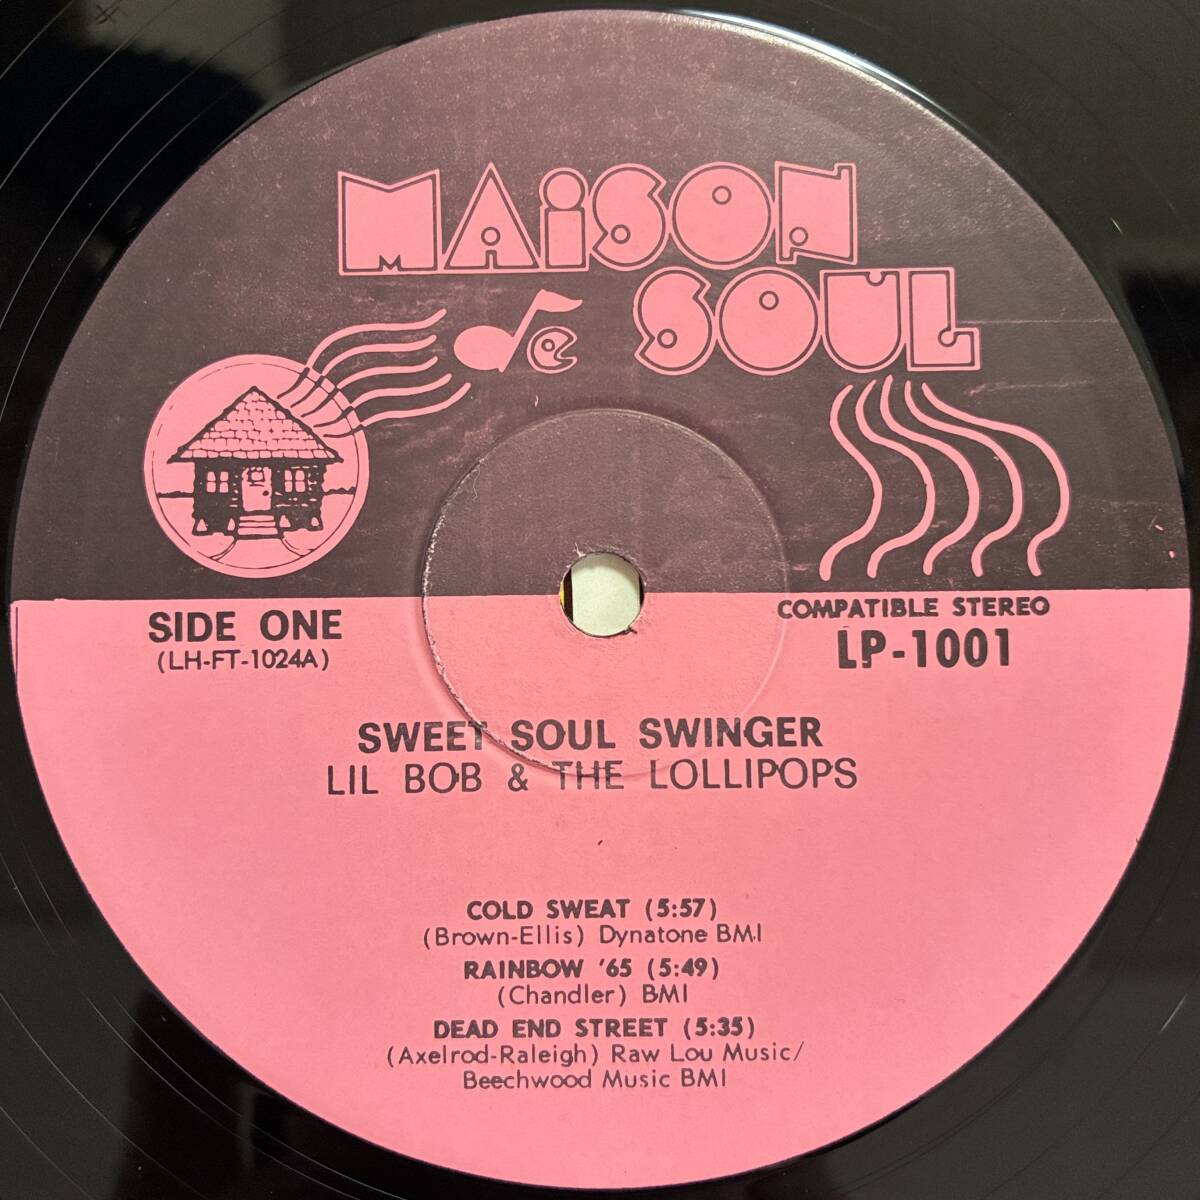 MAiSON
de SOUL
SIDE ONE
(LH-FT-1024A)
COMPATIBLE STEREO
LP-1001
SWEET SOUL SWINGER
LIL BOB & THE LOLLIPOPS
COLD SWEAT (5:57)
(Brown-Ellis) Dynatone BMI
RAINBOW '65 (5:49)
(Chandler) BMI
DEAD END STREET (5:35)
(Axelrod-Raleigh) Raw Lou Music/
Beechwood Music BMI